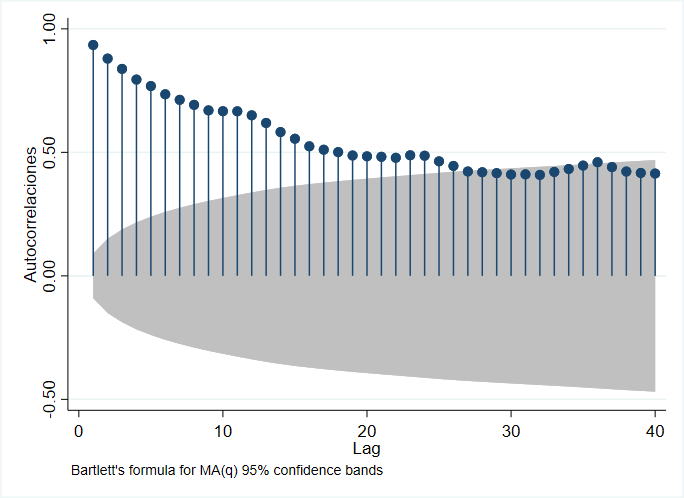 1.00
0.50
0.00
-0.50
Autocorrelaciones
0 10 20 30 40
Lag
Bartlett's formula for MA(q) 95% confidence bands